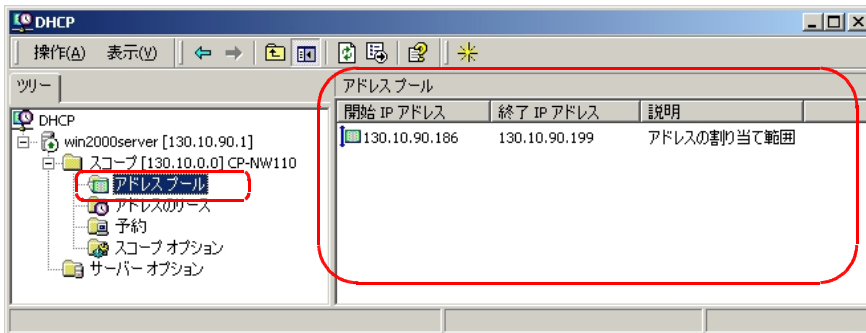 DHCP
操作(A) 表示(V)
ツリー
DHCP
win2000server [130.10.90.1]
スコープ [130.10.0.0] CP-NW110
アドレス プール
アドレスのリース
予約
スコープ オプション
サーバー オプション
アドレス プール
開始 IP アドレス 終了 IP アドレス 説明
130.10.90.186 130.10.90.199 アドレスの割り当て範囲